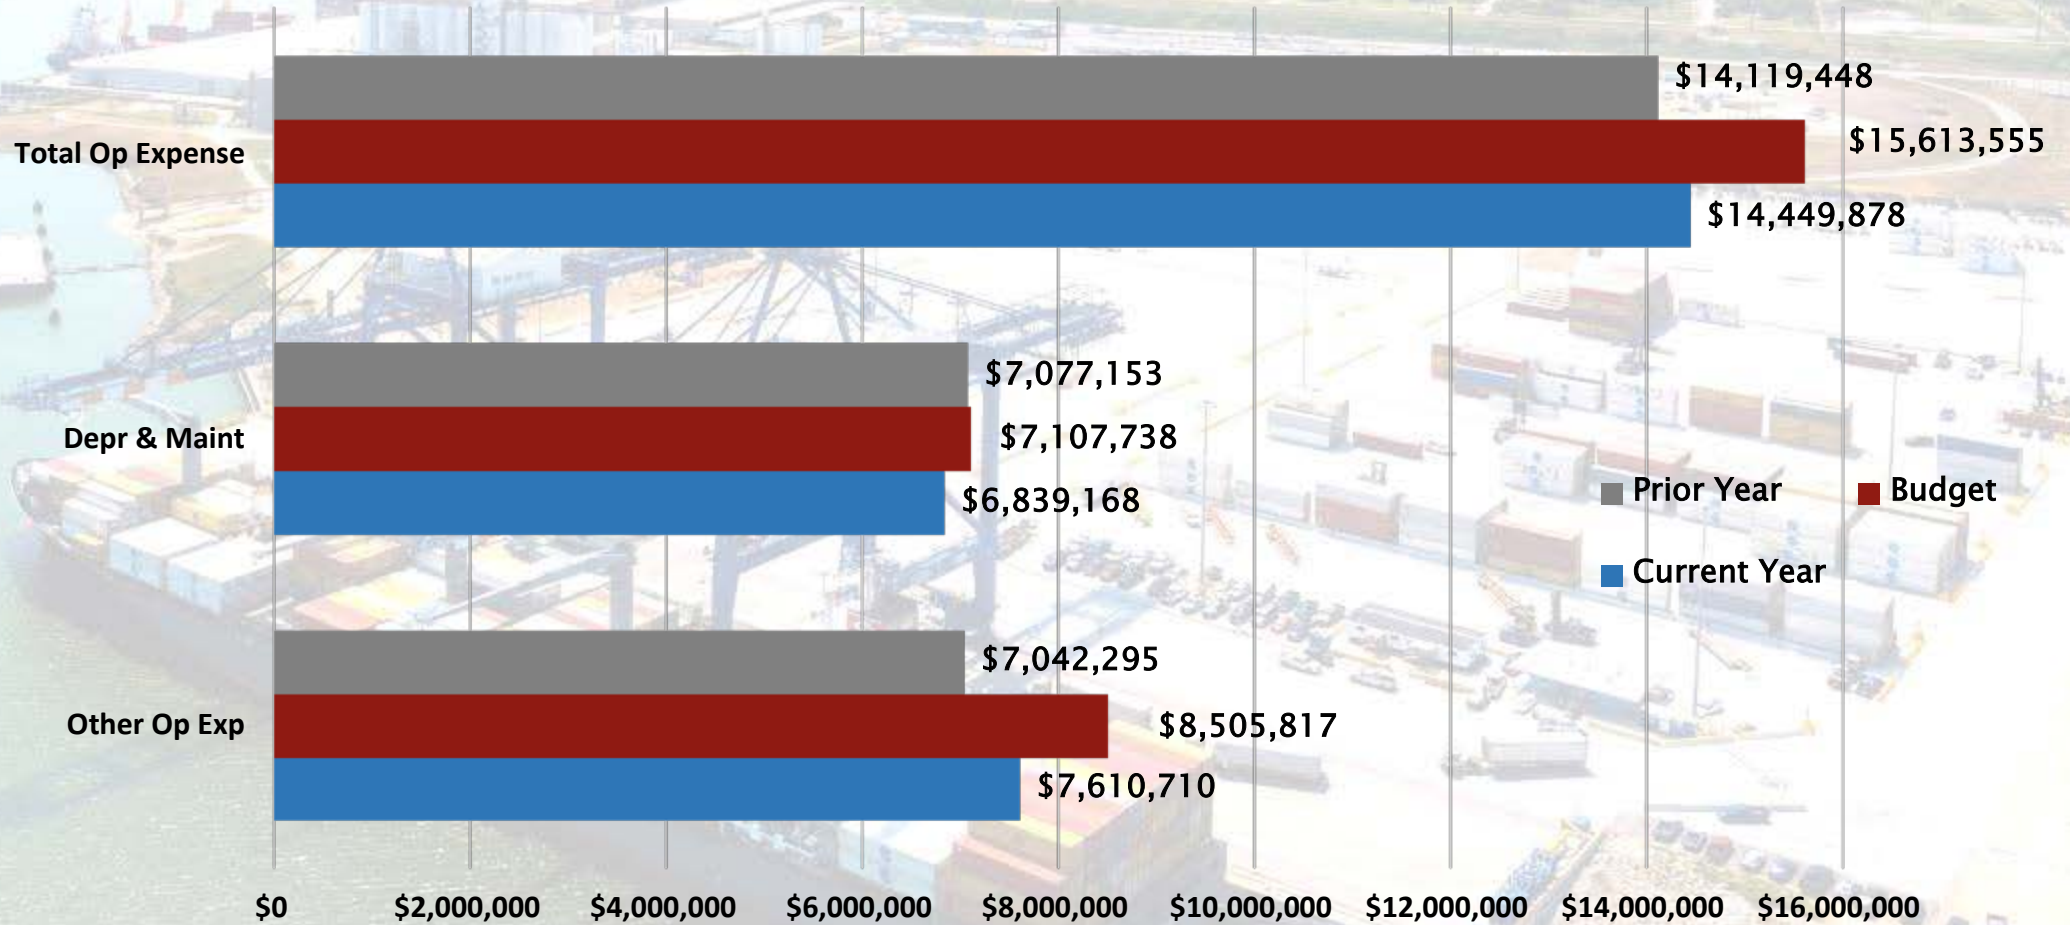 $14,119,448
$15,613,555
Total Op Expense
$14,449,878
$7,077,153
Depr & Maint
$7,107,738
$6,839,168
Prior Year
Budget
Current Year
$7,042,295
Other Op Exp
$8,505,817
$7,610,710
$0 $2,000,000 $4,000,000 $6,000,000 $8,000,000 $10,000,000 $12,000,000 $14,000,000 $16,000,000